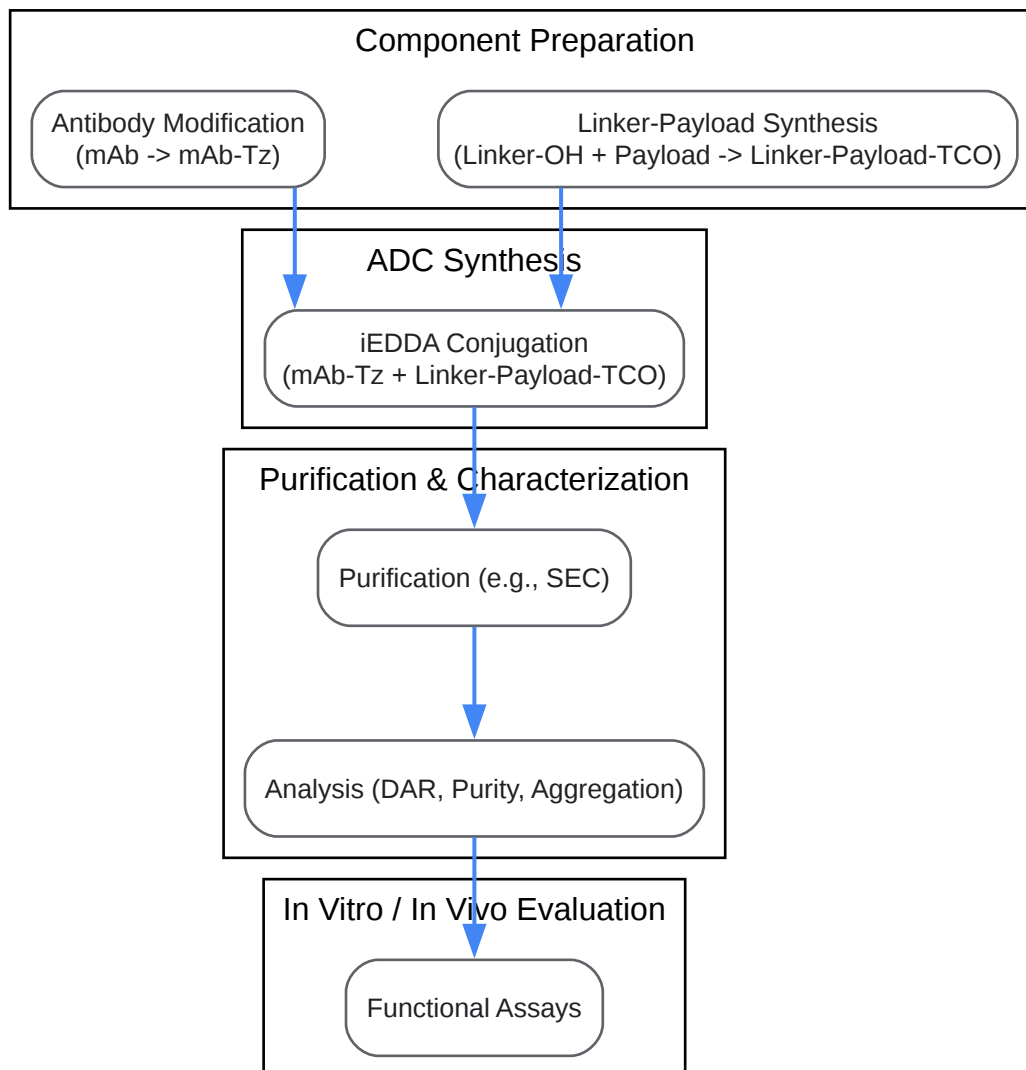 Component Preparation
Antibody Modification
(mAb -> mAb-Tz)
Linker-Payload Synthesis
(Linker-OH + Payload -> Linker-Payload-TCO)
ADC Synthesis
iEDDA Conjugation
(mAb-Tz + Linker-Payload-TCO)
Purification & Characterization
Purification (e.g., SEC)
Analysis (DAR, Purity, Aggregation)
In Vitro / In Vivo Evaluation
Functional Assays